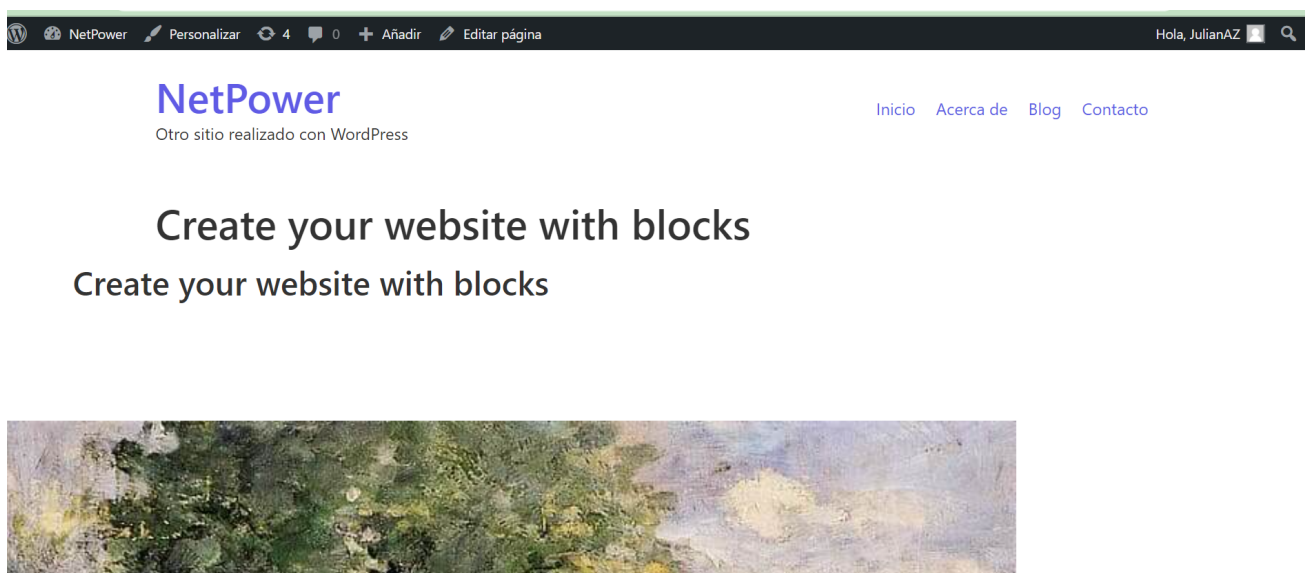 NetPower Personalizar 4 0 Añadir Editar página Hola, JulianAZ
NetPower
Otro sitio realizado con WordPress
Inicio Acerca de Blog Contacto
Create your website with blocks
Create your website with blocks